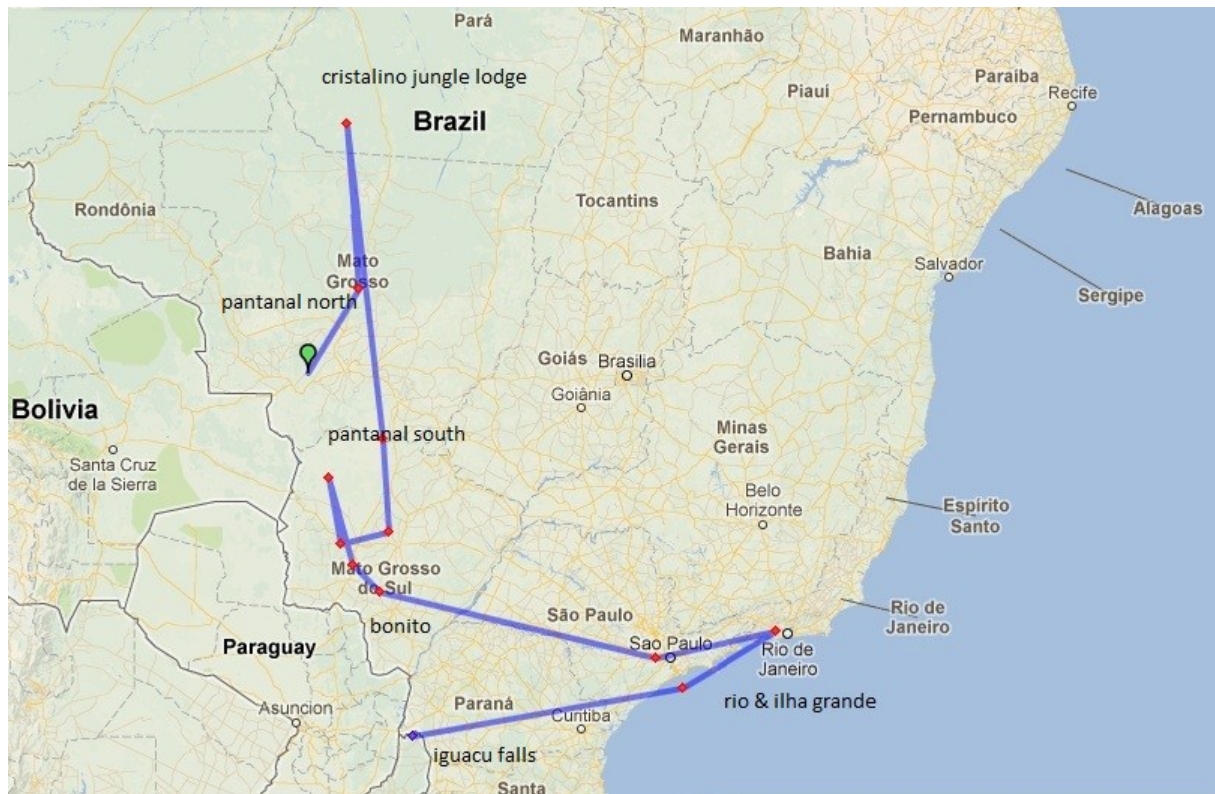 Pará
Maranhão
cristalino jungle lodge
Paraíba
Piauí
Recife
Brazil
Pernambuco
Rondônia
Tocantins
Alagoas
Bahia
Mato
Grosso
Salvador
pantanal north
Sergipe
Goiás
Brasilia
Goiânia
Bolivia
pantanal south
Minas
Gerais
Santa Cruz
de la Sierra
Belo
Horizonte
Espírito
Santo
Mato Grosso
do Sul
São Paulo
Rio de
Janeiro
bonito
Paraguay
Sao Paulo
Rio de
Janeiro
Asuncion
Paraná
rio & ilha grande
Curitiba
iguacu falls
Santa